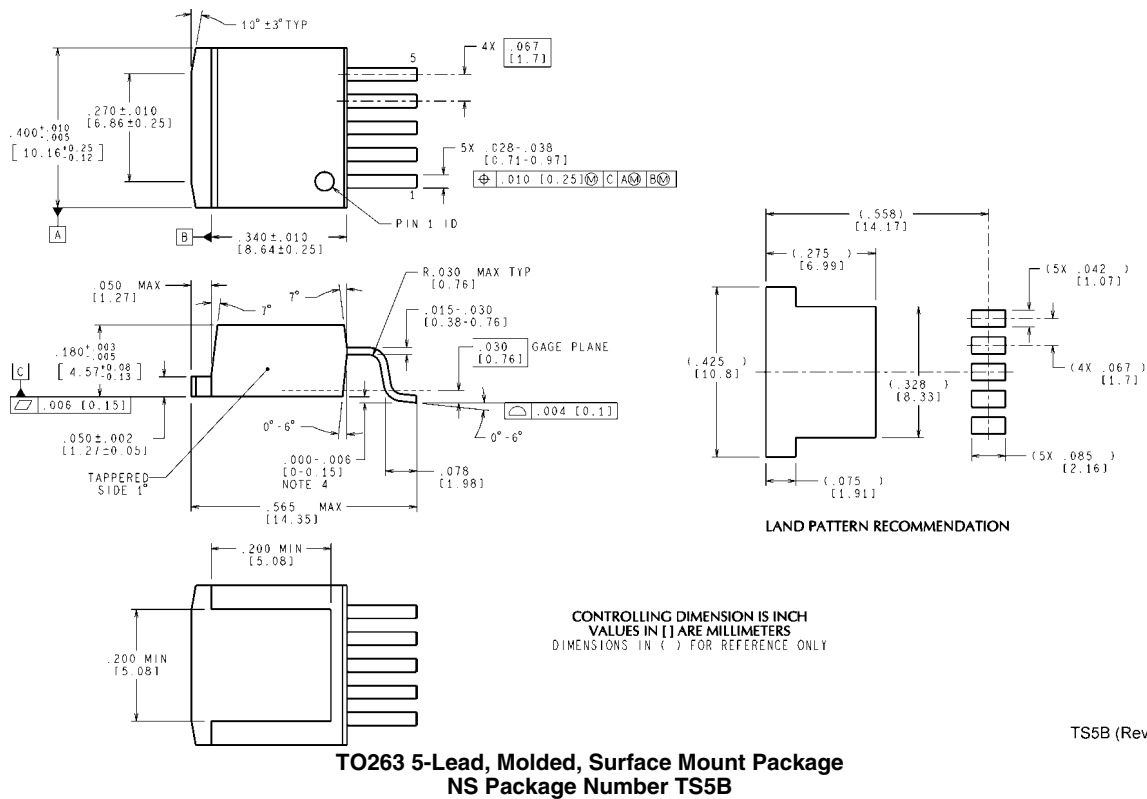 10° ±3° TYP
4X .067
[1.7]
5
.270±.010
[6.86±0.25]
.400 +.010 -.005
[ 10.16 +0.25 -0.12 ]
5X .028-.038
[0.71-0.97]
⌖ .010 [0.25]Ⓜ C AⓂ BⓂ
1
PIN 1 ID
A
B
.340±.010
[8.64±0.25]
(.558)
[14.17]
(.275 )
[6.99]
(5X .042 )
[1.07]
(.425 )
[10.8]
(.328 )
[8.33]
(4X .067 )
[1.7]
(5X .085 )
[2.16]
(.075 )
[1.91]
LAND PATTERN RECOMMENDATION
.050 MAX
[1.27]
7°
7°
R.030 MAX TYP
[0.76]
.015-.030
[0.38-0.76]
.030
[0.76]
GAGE PLANE
.180 +.003 -.005
[ 4.57 +0.08 -0.13 ]
C
⏥ .006 [0.15]
⌓ .004 [0.1]
0°-6°
0°-6°
.050±.002
[1.27±0.05]
.000-.006
[0-0.15]
NOTE 4
.078
[1.98]
TAPPERED
SIDE 1°
.565 MAX
[14.35]
.200 MIN
[5.08]
.200 MIN
[5.08]
CONTROLLING DIMENSION IS INCH
VALUES IN [ ] ARE MILLIMETERS
DIMENSIONS IN ( ) FOR REFERENCE ONLY
TS5B (Rev
TO263 5-Lead, Molded, Surface Mount Package
NS Package Number TS5B